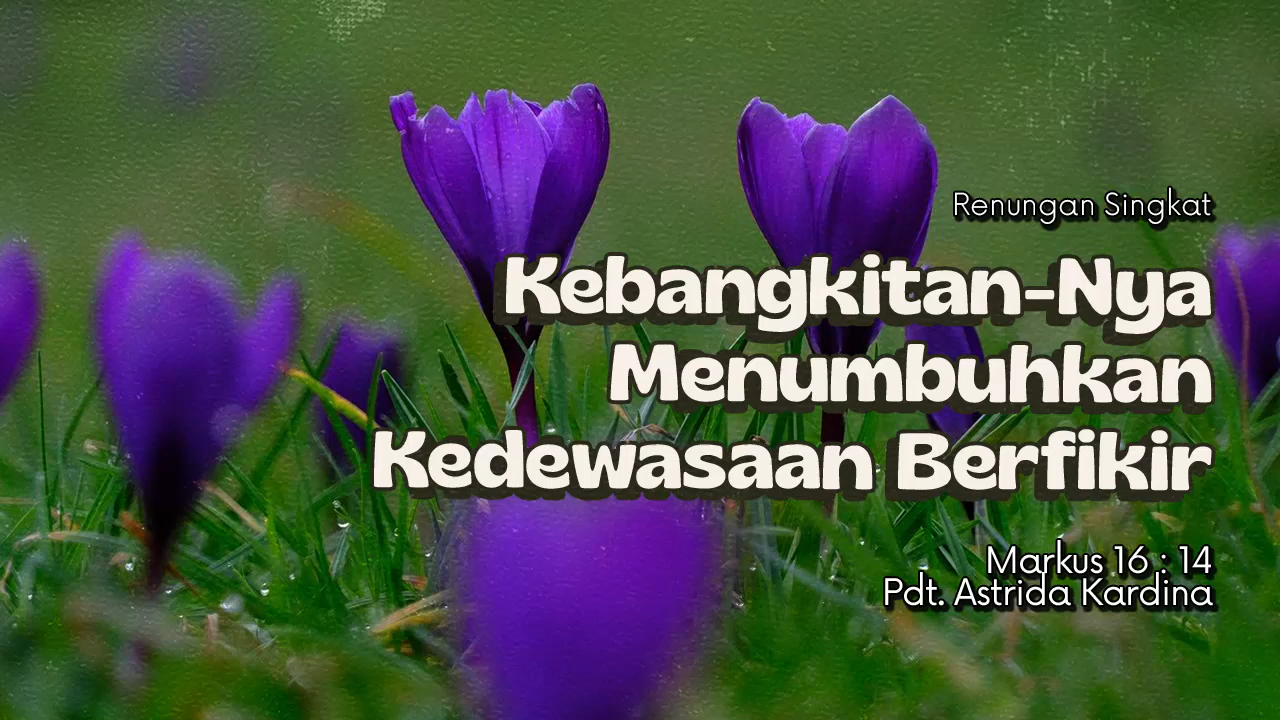 Renungan Singkat
Kebangkitan-Nya
Menumbuhkan
Kedewasaan Berfikir
Markus 16 : 14
Pdt. Astrida Kardina